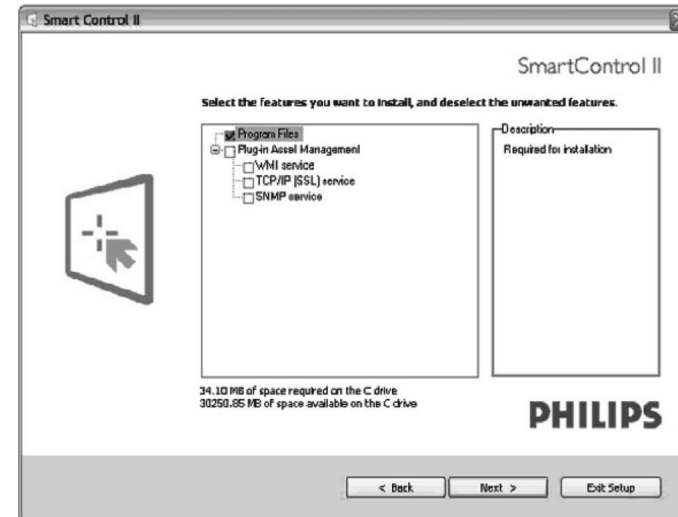 Smart Control II
SmartControl II
Select the features you want to install, and deselect the unwanted features.
Program Files
Plug-in Asset Management
WMI service
TCP/IP (SSL) service
SNMP service
Description
Required for installation
34.10 MB of space required on the C drive
30250.85 MB of space available on the C drive
PHILIPS
< Back
Next >
Exit Setup